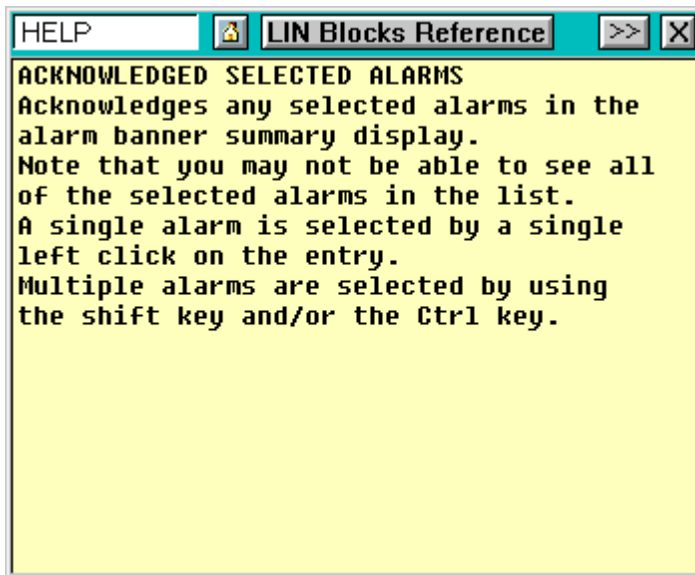 HELP LIN Blocks Reference >> X
ACKNOWLEDGED SELECTED ALARMS
Acknowledges any selected alarms in the
alarm banner summary display.
Note that you may not be able to see all
of the selected alarms in the list.
A single alarm is selected by a single
left click on the entry.
Multiple alarms are selected by using
the shift key and/or the Ctrl key.